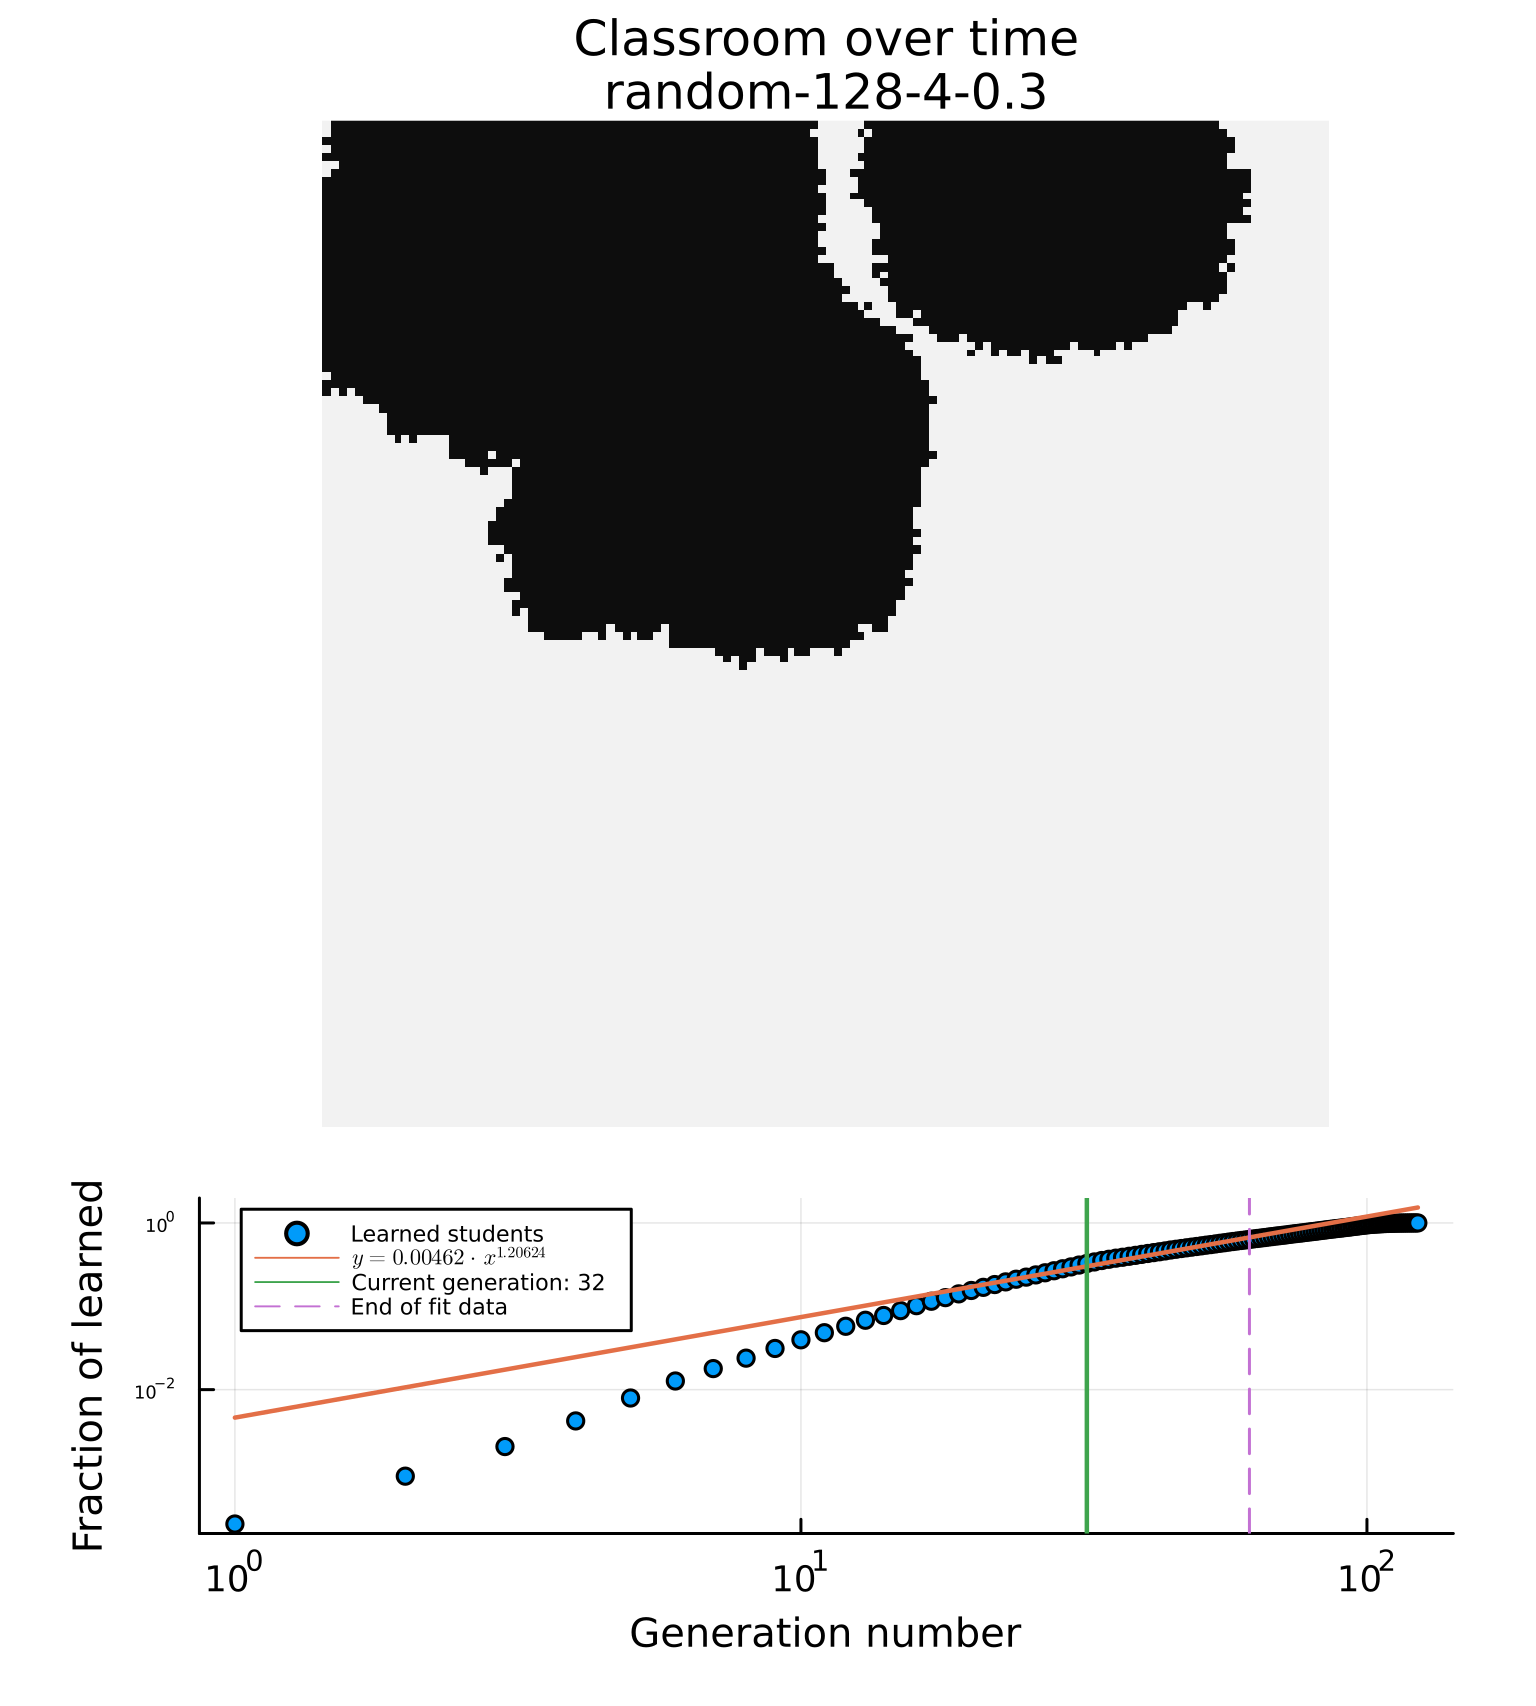 Classroom over time
random-128-4-0.3
Fraction of learned
10⁰
10⁻²
Learned students
y = 0.00462 · x^1.20624
Current generation: 32
End of fit data
10⁰ 10¹ 10²
Generation number